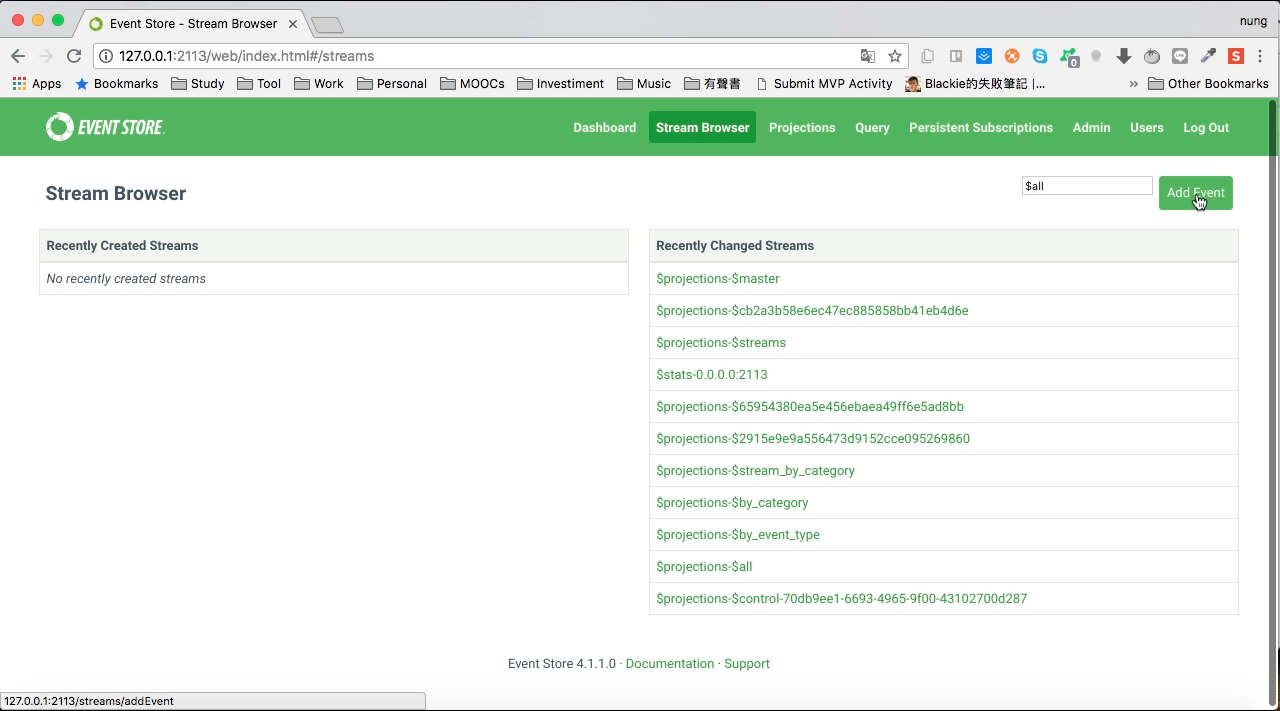 Event Store - Stream Browser
nung
127.0.0.1:2113/web/index.html#/streams
Apps Bookmarks Study Tool Work Personal MOOCs Investiment Music 有聲書 Submit MVP Activity Blackie的失敗筆記 |... » Other Bookmarks
EVENT STORE
Dashboard Stream Browser Projections Query Persistent Subscriptions Admin Users Log Out
Stream Browser
$all
Add Event
Recently Created Streams
No recently created streams
Recently Changed Streams
$projections-$master
$projections-$cb2a3b58e6ec47ec885858bb41eb4d6e
$projections-$streams
$stats-0.0.0.0:2113
$projections-$65954380ea5e456ebaea49ff6e5ad8bb
$projections-$2915e9e9a556473d9152cce095269860
$projections-$stream_by_category
$projections-$by_category
$projections-$by_event_type
$projections-$all
$projections-$control-70db9ee1-6693-4965-9f00-43102700d287
Event Store 4.1.1.0 · Documentation · Support
127.0.0.1:2113/streams/addEvent